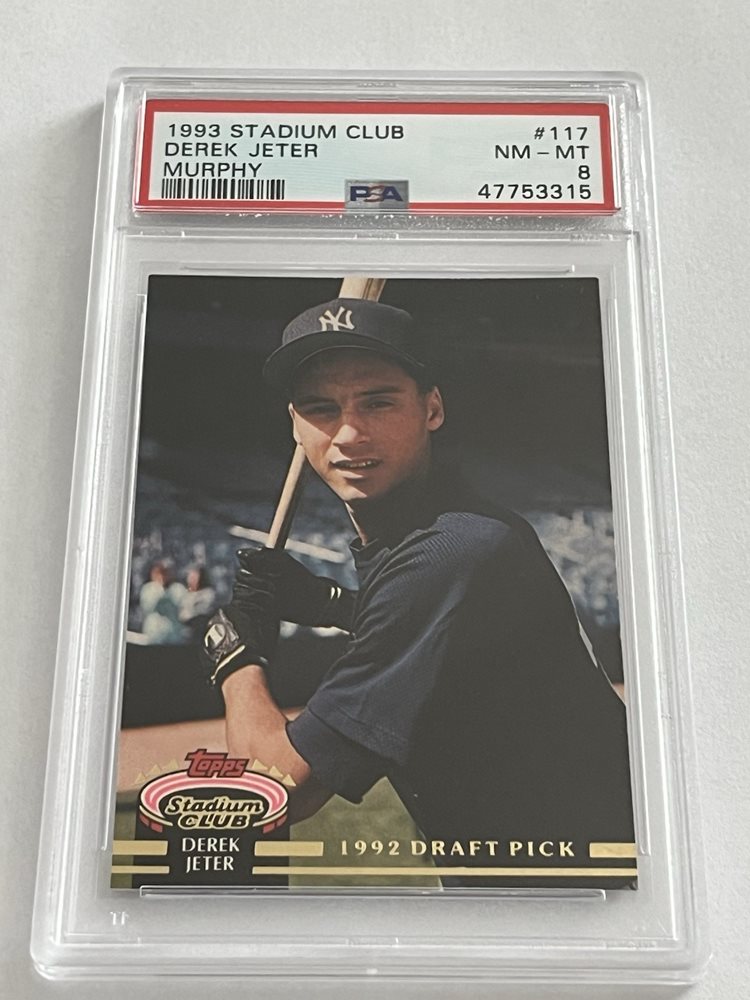 1993 STADIUM CLUB #117
DEREK JETER NM - MT
MURPHY 8
PSA 47753315
NY
TOPPS
Stadium
CLUB
DEREK
JETER
1992 DRAFT PICK